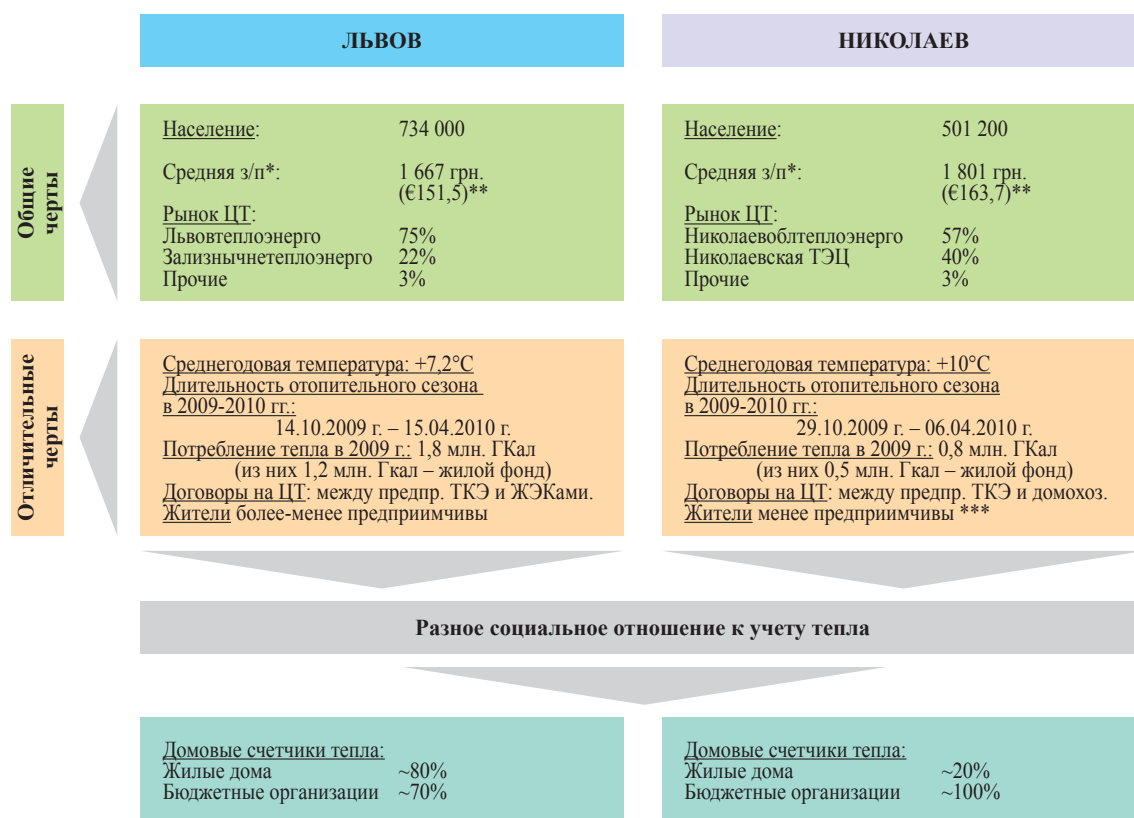 ЛЬВОВ
НИКОЛАЕВ
Общие
черты
Население: 734 000
Средняя з/п*: 1 667 грн.
(€151,5)**
Рынок ЦТ:
Львовтеплоэнерго 75%
Зализнычнетеплоэнерго 22%
Прочие 3%
Население: 501 200
Средняя з/п*: 1 801 грн.
(€163,7)**
Рынок ЦТ:
Николаевоблтеплоэнерго 57%
Николаевская ТЭЦ 40%
Прочие 3%
Отличительные
черты
Среднегодовая температура: +7,2°C
Длительность отопительного сезона
в 2009-2010 гг.:
14.10.2009 г. – 15.04.2010 г.
Потребление тепла в 2009 г.: 1,8 млн. ГКал
(из них 1,2 млн. Гкал – жилой фонд)
Договоры на ЦТ: между предпр. ТКЭ и ЖЭКами.
Жители более-менее предприимчивы
Среднегодовая температура: +10°C
Длительность отопительного сезона
в 2009-2010 гг.:
29.10.2009 г. – 06.04.2010 г.
Потребление тепла в 2009 г.: 0,8 млн. ГКал
(из них 0,5 млн. Гкал – жилой фонд)
Договоры на ЦТ: между предпр. ТКЭ и домохоз.
Жители менее предприимчивы ***
Разное социальное отношение к учету тепла
Домовые счетчики тепла:
Жилые дома ~80%
Бюджетные организации ~70%
Домовые счетчики тепла:
Жилые дома ~20%
Бюджетные организации ~100%